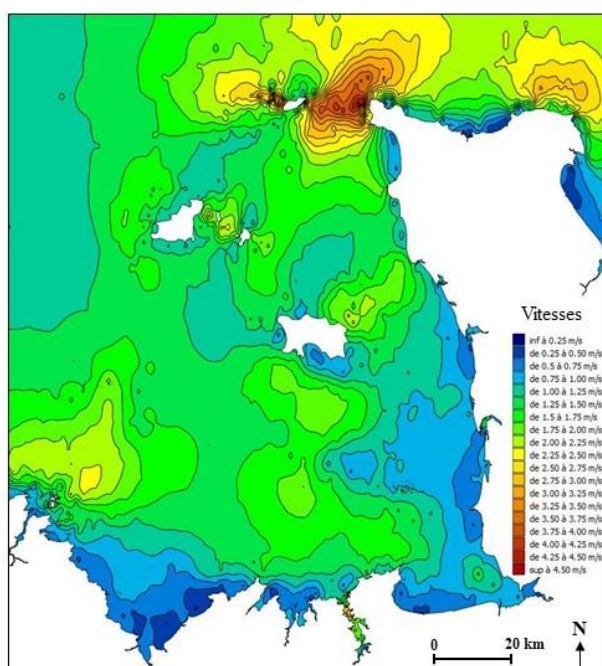 Vitesses
inf à 0.25 m/s
de 0.25 à 0.50 m/s
de 0.5 à 0.75 m/s
de 0.75 à 1.00 m/s
de 1.00 à 1.25 m/s
de 1.25 à 1.50 m/s
de 1.5 à 1.75 m/s
de 1.75 à 2.00 m/s
de 2.00 à 2.25 m/s
de 2.25 à 2.50 m/s
de 2.50 à 2.75 m/s
de 2.75 à 3.00 m/s
de 3.00 à 3.25 m/s
de 3.25 à 3.50 m/s
de 3.50 à 3.75 m/s
de 3.75 à 4.00 m/s
de 4.00 à 4.25 m/s
de 4.25 à 4.50 m/s
sup à 4.50 m/s
N
0 20 km